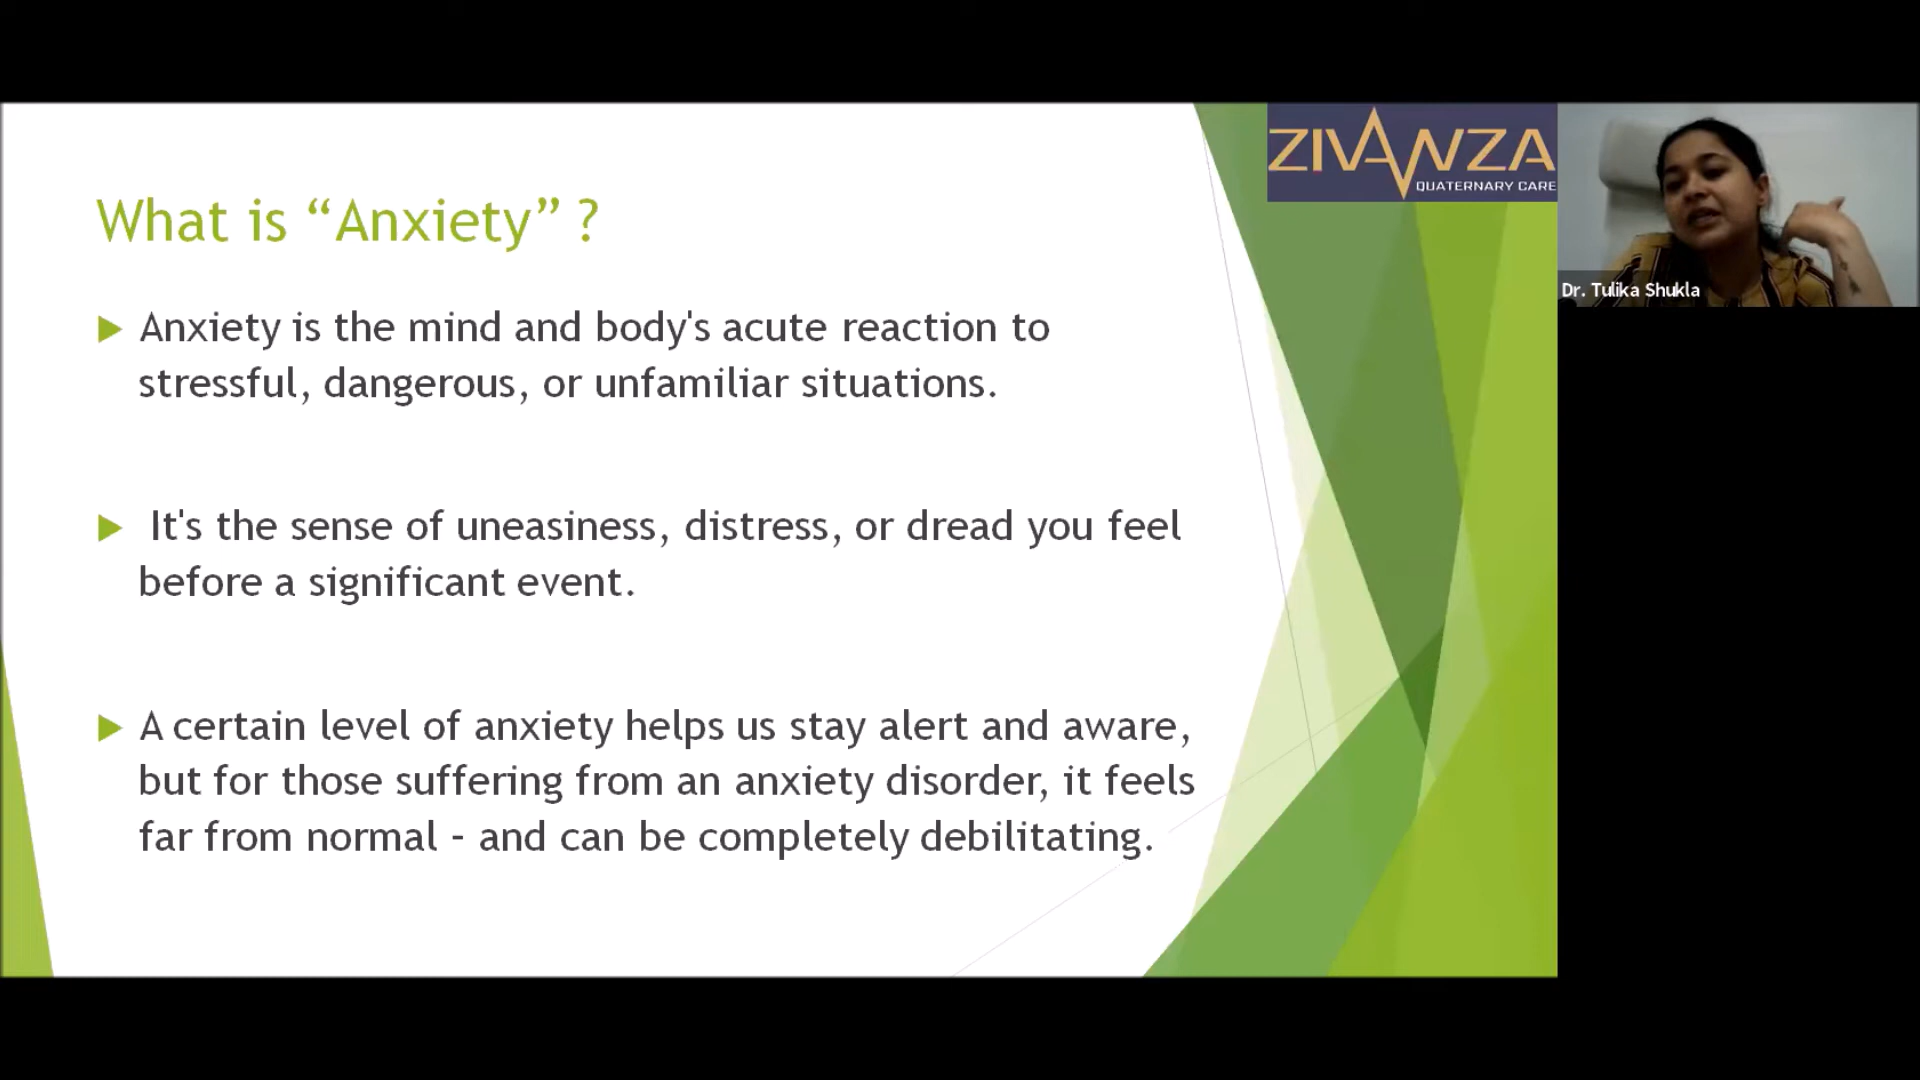 ZIVANZA
QUATERNARY CARE
What is “Anxiety” ?
Anxiety is the mind and body's acute reaction to
stressful, dangerous, or unfamiliar situations.
It's the sense of uneasiness, distress, or dread you feel
before a significant event.
A certain level of anxiety helps us stay alert and aware,
but for those suffering from an anxiety disorder, it feels
far from normal - and can be completely debilitating.
Dr. Tulika Shukla